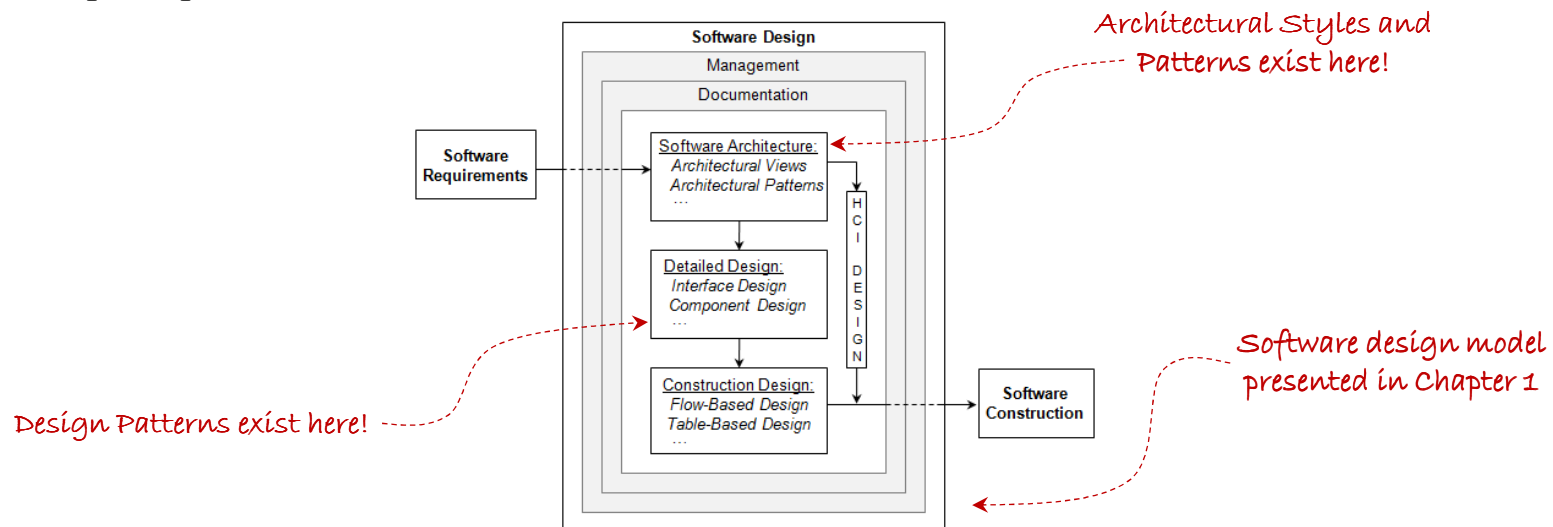 Software Design
Management
Documentation
Architectural Styles and
Patterns exist here!
Software
Requirements
Software Architecture:
Architectural Views
Architectural Patterns
...
HCI DESIGN
Detailed Design:
Interface Design
Component Design
...
Construction Design:
Flow-Based Design
Table-Based Design
...
Design Patterns exist here!
Software
Construction
Software design model
presented in Chapter 1